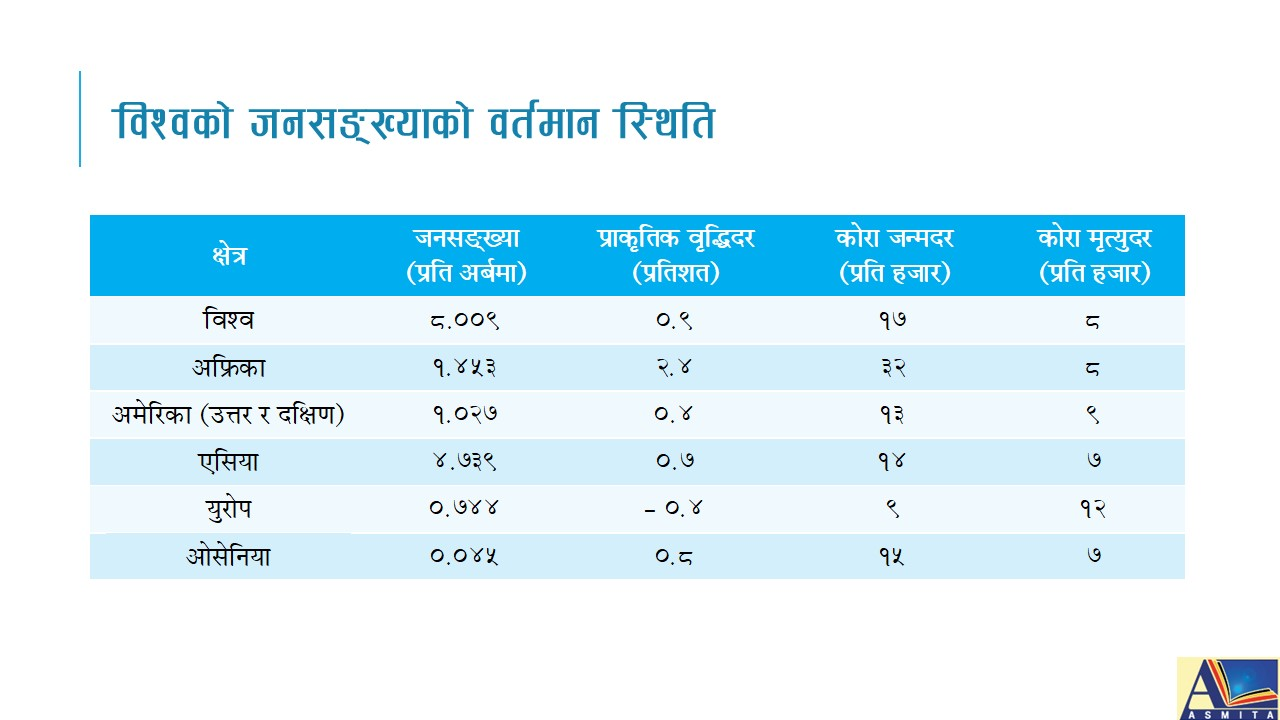 विश्वको जनसङ्ख्याको वर्तमान स्थिति
क्षेत्र जनसङ्ख्या (प्रति अर्बमा) प्राकृतिक वृद्धिदर (प्रतिशत) कोरा जन्मदर (प्रति हजार) कोरा मृत्युदर (प्रति हजार)
विश्व ८.००९ ०.९ १७ ८
अफ्रिका १.४५३ २.४ ३२ ८
अमेरिका (उत्तर र दक्षिण) १.०२७ ०.४ १३ ९
एसिया ४.७३९ ०.७ १४ ७
युरोप ०.७४४ – ०.४ ९ १२
ओसेनिया ०.०४५ ०.८ १५ ७
ASMITA